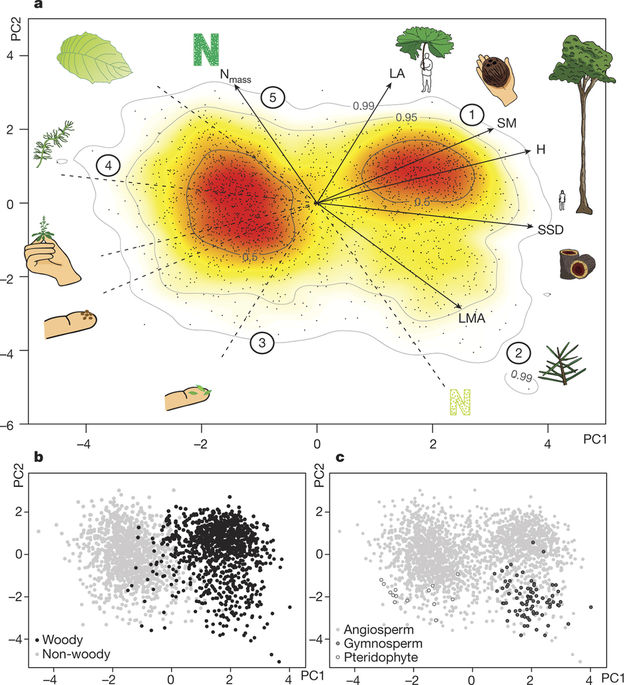 a
PC2
4
2
0
−2
−4
−6
N
N
Nmass
LA
SM
H
SSD
LMA
0.99
0.95
0.5
0.5
0.99
1
2
3
4
5
−4
−2
0
2
4
PC1
b
PC2
2
0
−2
−4
Woody
Non-woody
−4
−2
0
2
4
PC1
c
PC2
2
0
−2
−4
Angiosperm
Gymnosperm
Pteridophyte
−4
−2
0
2
4
PC1